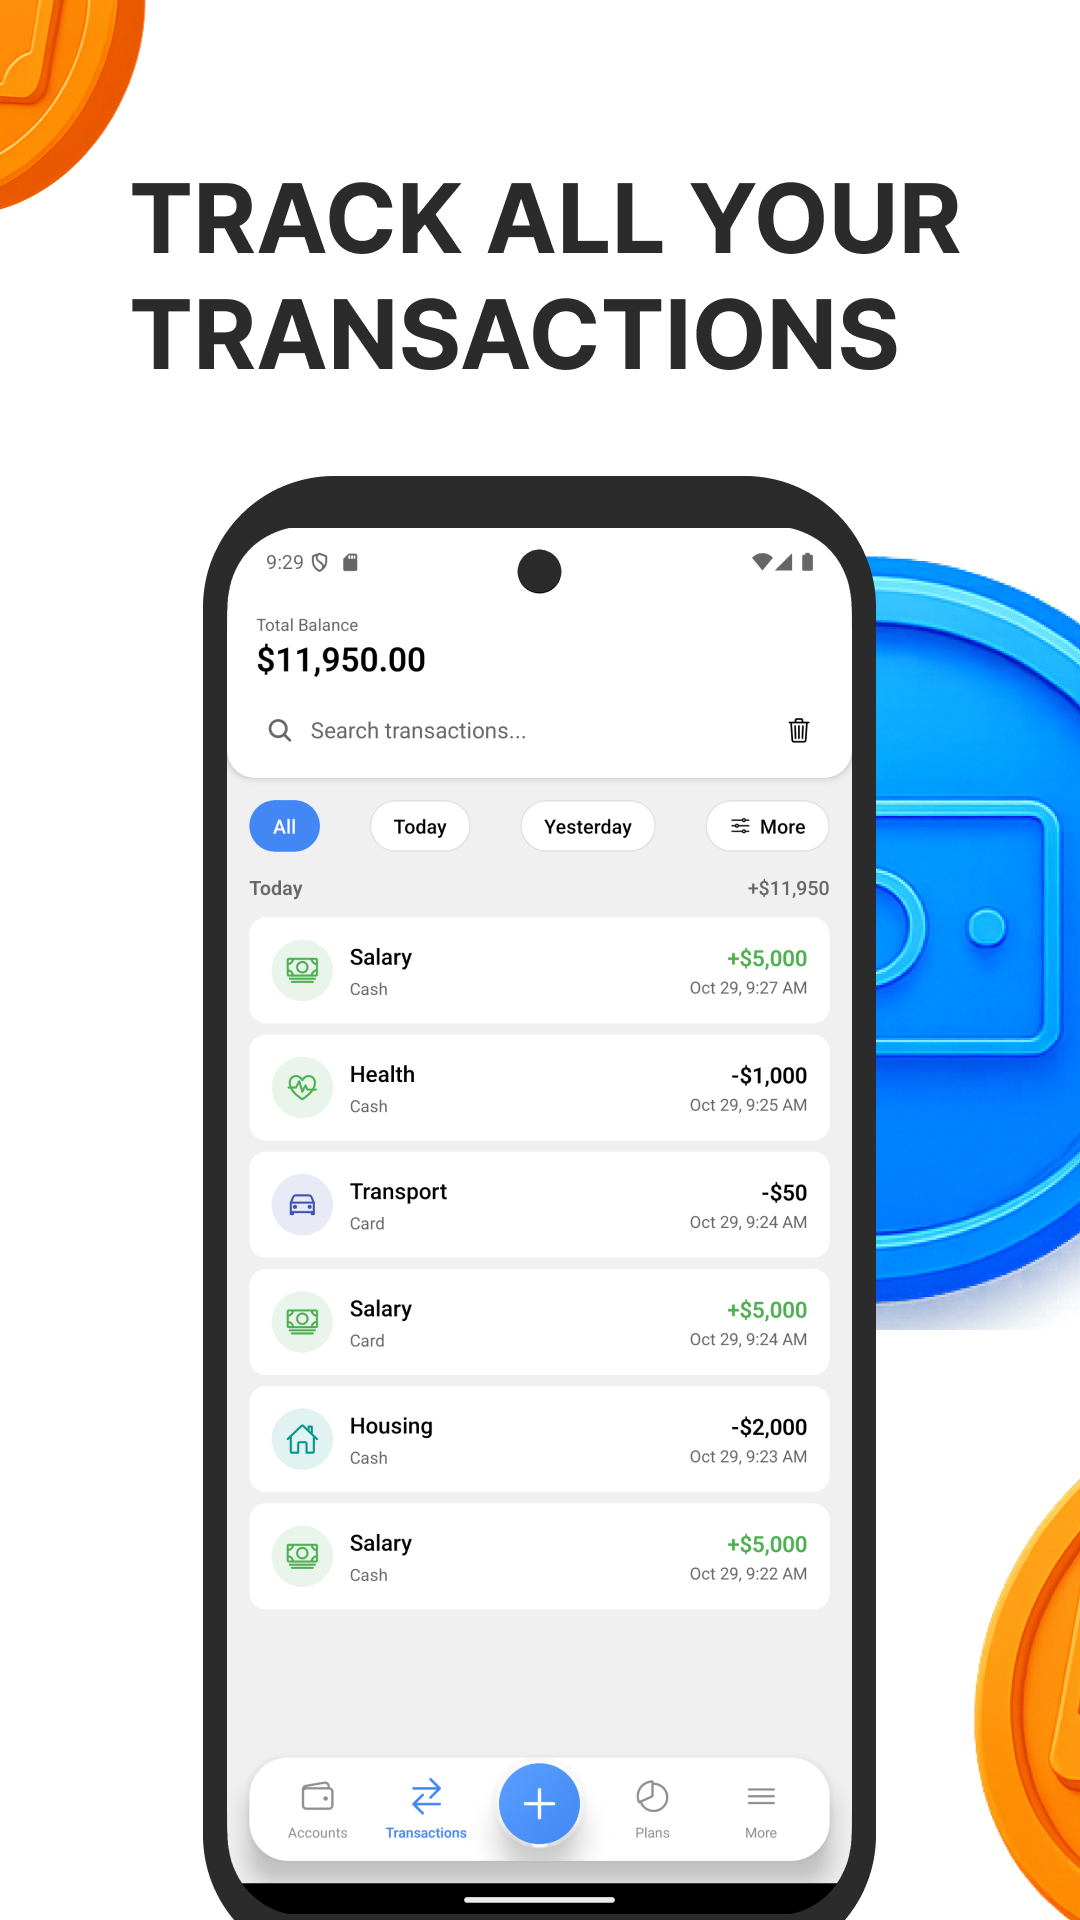 TRACK ALL YOUR
TRANSACTIONS
9:29
Total Balance
$11,950.00
Search transactions...
All
Today
Yesterday
More
Today
+$11,950
Salary
+$5,000
Cash
Oct 29, 9:27 AM
Health
-$1,000
Cash
Oct 29, 9:25 AM
Transport
-$50
Card
Oct 29, 9:24 AM
Salary
+$5,000
Card
Oct 29, 9:24 AM
Housing
-$2,000
Cash
Oct 29, 9:23 AM
Salary
+$5,000
Cash
Oct 29, 9:22 AM
Accounts
Transactions
Plans
More